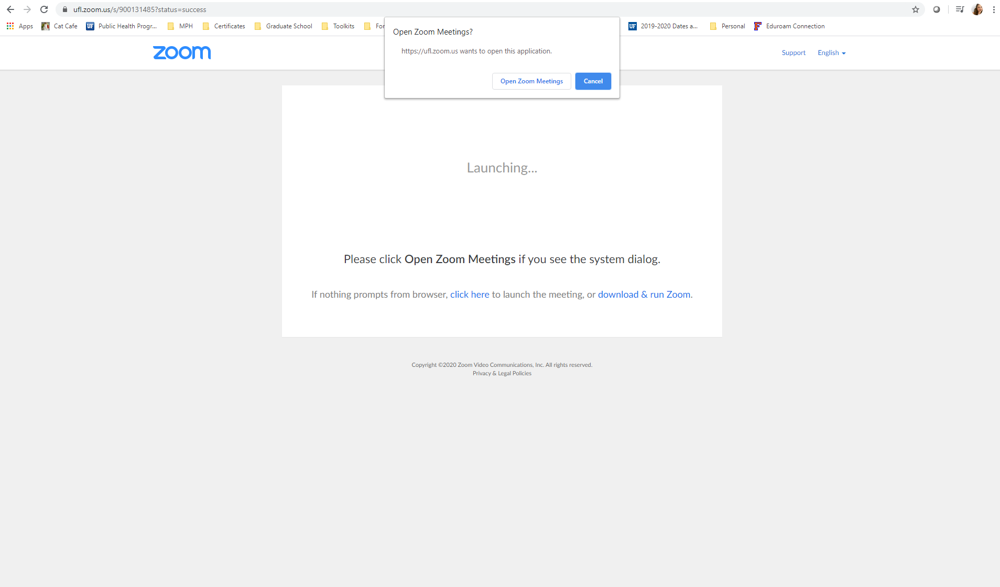 ufl.zoom.us/s/900131485?status=success
Apps Cat Cafe UF Public Health Progr... MPH Certificates Graduate School Toolkits For UF 2019-2020 Dates a... Personal F Eduroam Connection
Open Zoom Meetings?
https://ufl.zoom.us wants to open this application.
Open Zoom Meetings Cancel
zoom Support English
Launching...
Please click Open Zoom Meetings if you see the system dialog.
If nothing prompts from browser, click here to launch the meeting, or download & run Zoom.
Copyright ©2020 Zoom Video Communications, Inc. All rights reserved.
Privacy & Legal Policies